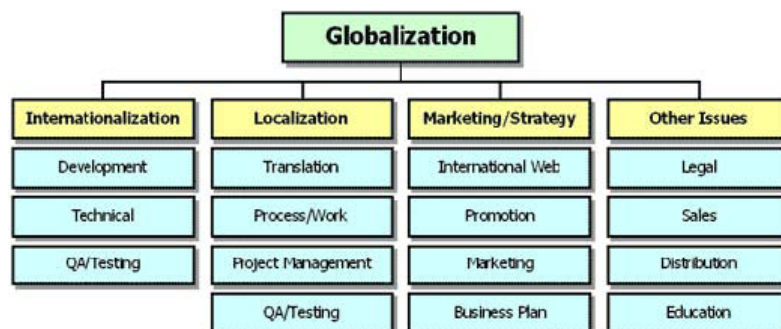 Globalization
Internationalization
Localization
Marketing/Strategy
Other Issues
Development
Translation
International Web
Legal
Technical
Process/Work
Promotion
Sales
QA/Testing
Project Management
Marketing
Distribution
QA/Testing
Business Plan
Education